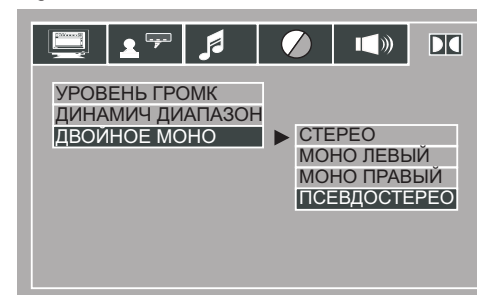 УРОВЕНЬ ГРОМК
ДИНАМИЧ ДИАПАЗОН
ДВОЙНОЕ МОНО
СТЕРЕО
МОНО ЛЕВЫЙ
МОНО ПРАВЫЙ
ПСЕВДОСТЕРЕО